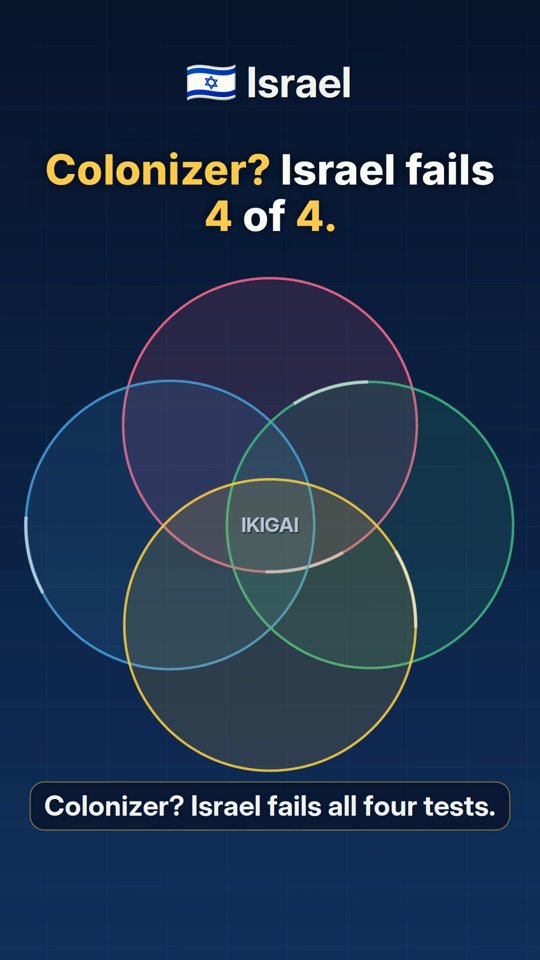 🇮🇱 Israel
Colonizer? Israel fails
4 of 4.
IKIGAI
Colonizer? Israel fails all four tests.